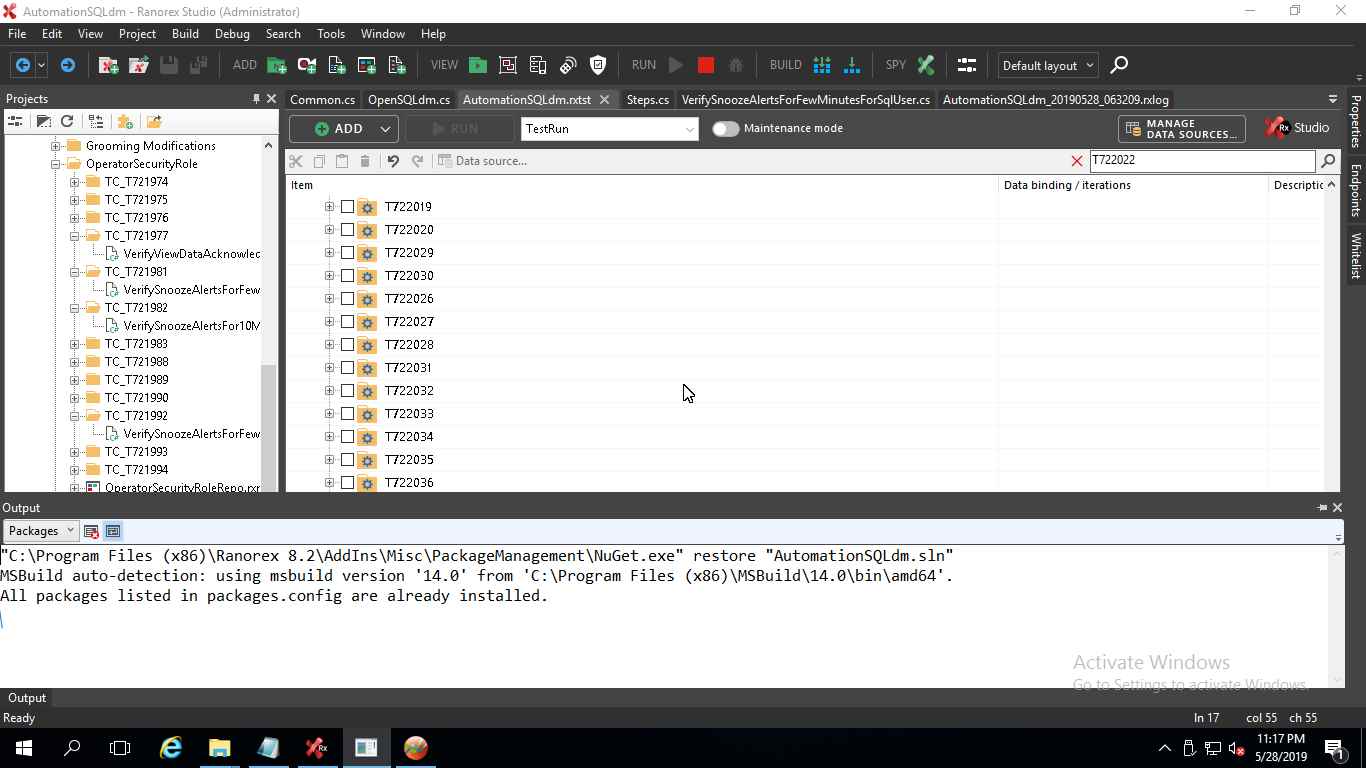 AutomationSQLdm - Ranorex Studio (Administrator)
File Edit View Project Build Debug Search Tools Window Help
ADD VIEW RUN BUILD SPY Default layout
Projects
Common.cs OpenSQLdm.cs AutomationSQLdm.rxtst Steps.cs VerifySnoozeAlertsForFewMinutesForSqlUser.cs AutomationSQLdm_20190528_063209.rxlog
ADD RUN TestRun Maintenance mode MANAGE DATA SOURCES... Rx Studio
Data source... T722022
Item Data binding / iterations Descriptic
Grooming Modifications
OperatorSecurityRole
TC_T721974
TC_T721975
TC_T721976
TC_T721977
VerifyViewDataAcknowlec
TC_T721981
VerifySnoozeAlertsForFew
TC_T721982
VerifySnoozeAlertsFor10M
TC_T721983
TC_T721988
TC_T721989
TC_T721990
TC_T721992
VerifySnoozeAlertsForFew
TC_T721993
TC_T721994
OperatorSecurityRoleRepo.rxr
T722019
T722020
T722029
T722030
T722026
T722027
T722028
T722031
T722032
T722033
T722034
T722035
T722036
Properties
Endpoints
Whitelist
Output
Packages
"C:\Program Files (x86)\Ranorex 8.2\AddIns\Misc\PackageManagement\NuGet.exe" restore "AutomationSQLdm.sln"
MSBuild auto-detection: using msbuild version '14.0' from 'C:\Program Files (x86)\MSBuild\14.0\bin\amd64'.
All packages listed in packages.config are already installed.
Activate Windows
Go to Settings to activate Windows.
Output
Ready ln 17 col 55 ch 55
Rx
11:17 PM
5/28/2019
1